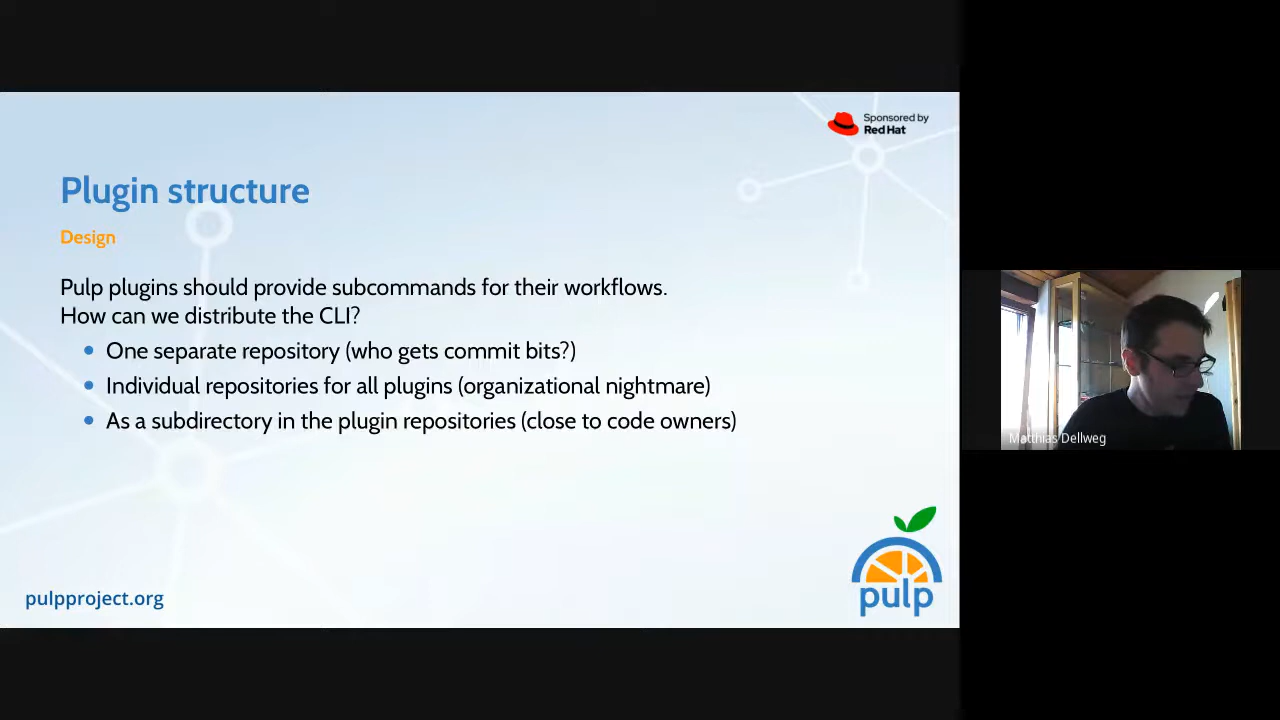 Sponsored by
Red Hat
Plugin structure
Design
Pulp plugins should provide subcommands for their workflows.
How can we distribute the CLI?
One separate repository (who gets commit bits?)
Individual repositories for all plugins (organizational nightmare)
As a subdirectory in the plugin repositories (close to code owners)
Matthias Dellweg
pulp
pulpproject.org